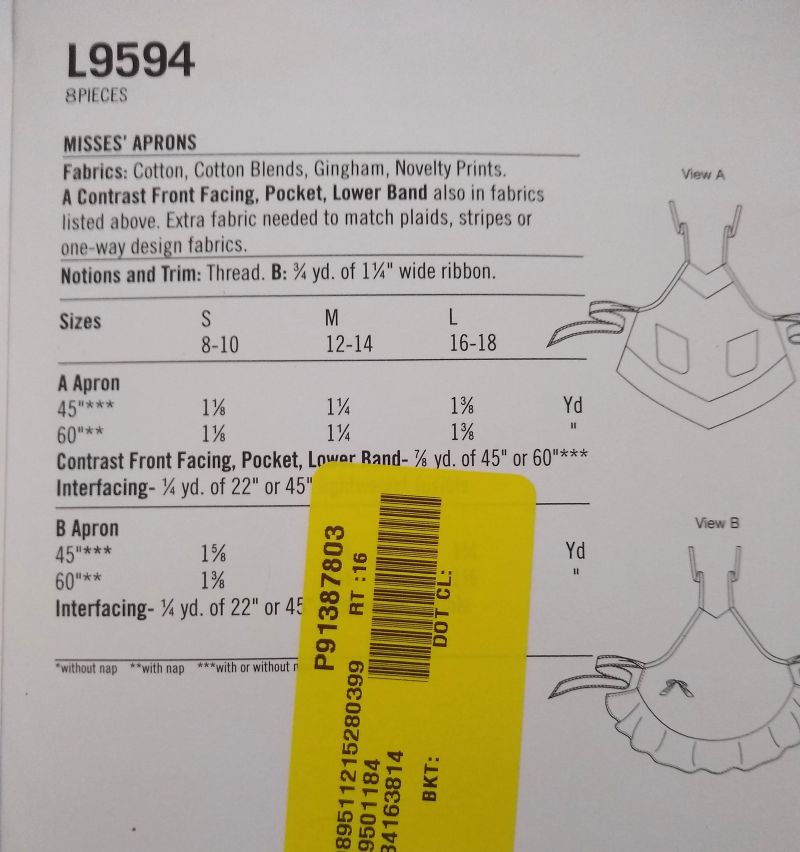 L9594
8PIECES
MISSES' APRONS
Fabrics: Cotton, Cotton Blends, Gingham, Novelty Prints.
A Contrast Front Facing, Pocket, Lower Band also in fabrics
listed above. Extra fabric needed to match plaids, stripes or
one-way design fabrics.
Notions and Trim: Thread. B: ¾ yd. of 1¼" wide ribbon.
Sizes S M L
8-10 12-14 16-18
A Apron
45"*** 1⅛ 1¼ 1⅜ Yd
60"** 1⅛ 1¼ 1⅜ "
Contrast Front Facing, Pocket, Lower Band- ⅞ yd. of 45" or 60"***
Interfacing- ¼ yd. of 22" or 45"
B Apron
45"*** 1⅝ Yd
60"** 1⅜ "
Interfacing- ¼ yd. of 22" or 45
*without nap **with nap ***with or without
View A
View B
P91387803
RT :16
DOT CL:
895112152803​99
9501184
34163814
BKT: